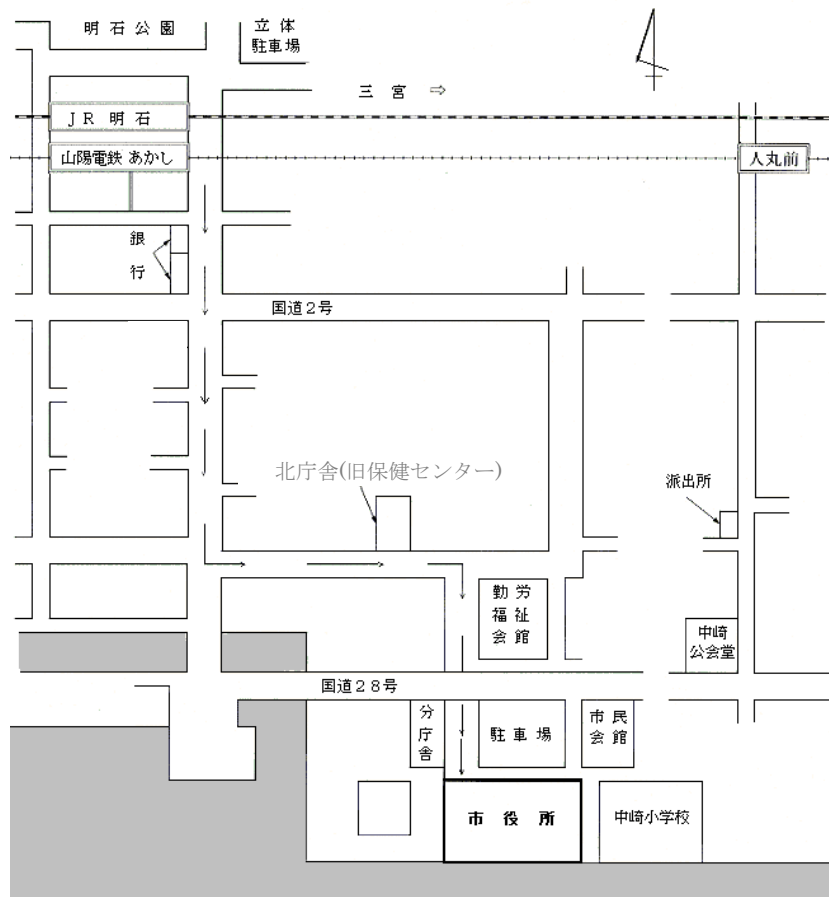 明石公園
立体
駐車場
三宮 ⇨
JR 明石
山陽電鉄 あかし
人丸前
銀
行
国道2号
北庁舎(旧保健センター)
派出所
勤労
福祉
会館
中崎
公会堂
国道28号
分
庁
舎
駐車場
市民
会館
市役所
中崎小学校